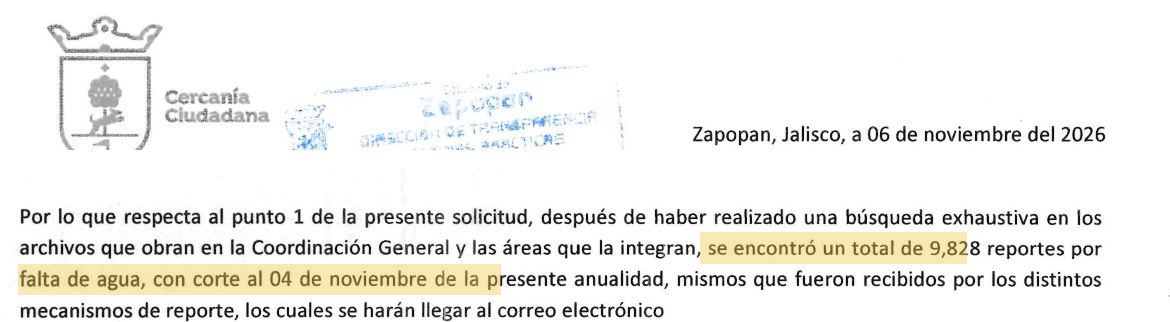 Cercanía
Ciudadana
Zapopan
DIRECCIÓN DE TRANSPARENCIA
PRÁCTICAS
Zapopan, Jalisco, a 06 de noviembre del 2026
Por lo que respecta al punto 1 de la presente solicitud, después de haber realizado una búsqueda exhaustiva en los
archivos que obran en la Coordinación General y las áreas que la integran, se encontró un total de 9,828 reportes por
falta de agua, con corte al 04 de noviembre de la presente anualidad, mismos que fueron recibidos por los distintos
mecanismos de reporte, los cuales se harán llegar al correo electrónico